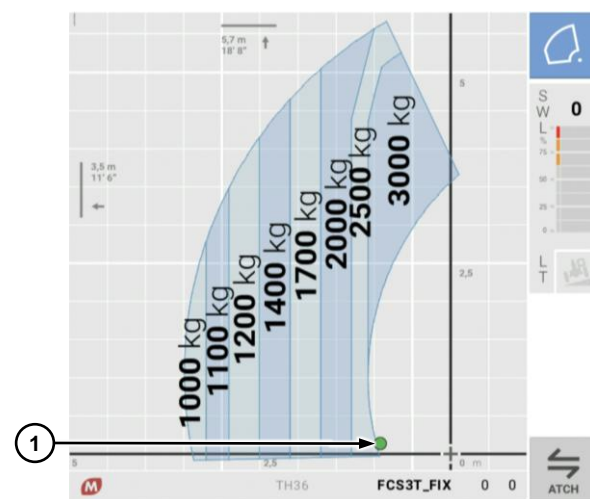 5,7 m
18' 8"
3,5 m
11' 6"
1000 kg
1100 kg
1200 kg
1400 kg
1700 kg
2000 kg
2500 kg
3000 kg
5
2,5
5
2,5
0 m
M
TH36
FCS3T_FIX
0 0
S
W
L
0
%
75
50
25
0
L
T
ATCH
1